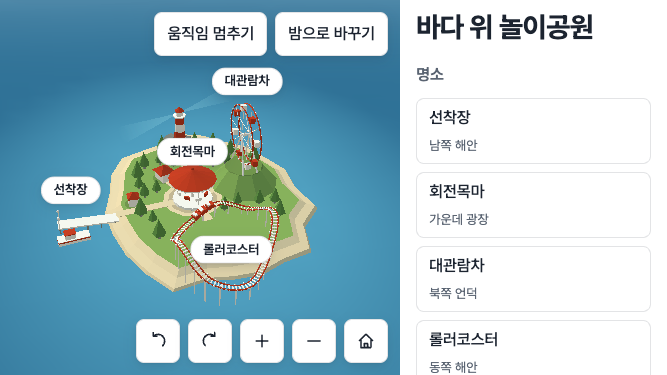 움직임 멈추기
밤으로 바꾸기
대관람차
회전목마
선착장
롤러코스터
바다 위 놀이공원
명소
선착장
남쪽 해안
회전목마
가운데 광장
대관람차
북쪽 언덕
롤러코스터
동쪽 해안